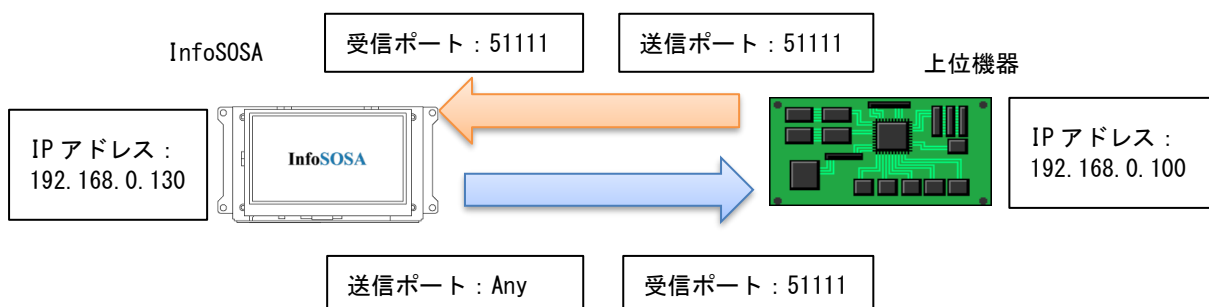 InfoSOSA
受信ポート：51111
送信ポート：51111
上位機器
IP アドレス：
192.168.0.130
InfoSOSA
IP アドレス：
192.168.0.100
送信ポート：Any
受信ポート：51111